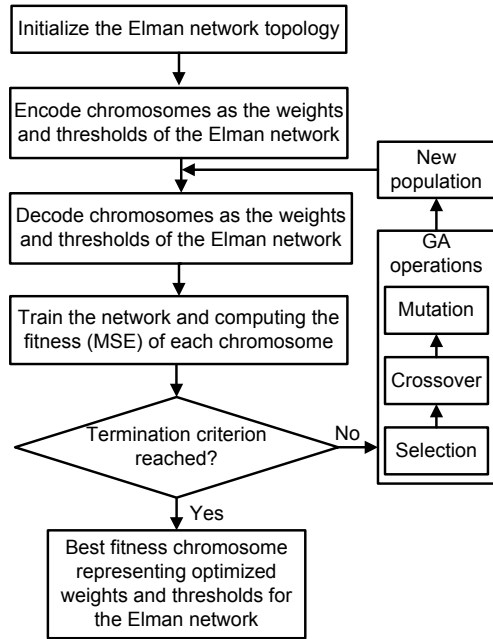 Initialize the Elman network topology
Encode chromosomes as the weights
and thresholds of the Elman network
New
population
Decode chromosomes as the weights
and thresholds of the Elman network
GA
operations
Mutation
Crossover
Selection
Train the network and computing the
fitness (MSE) of each chromosome
Termination criterion
reached?
No
Yes
Best fitness chromosome
representing optimized
weights and thresholds for
the Elman network